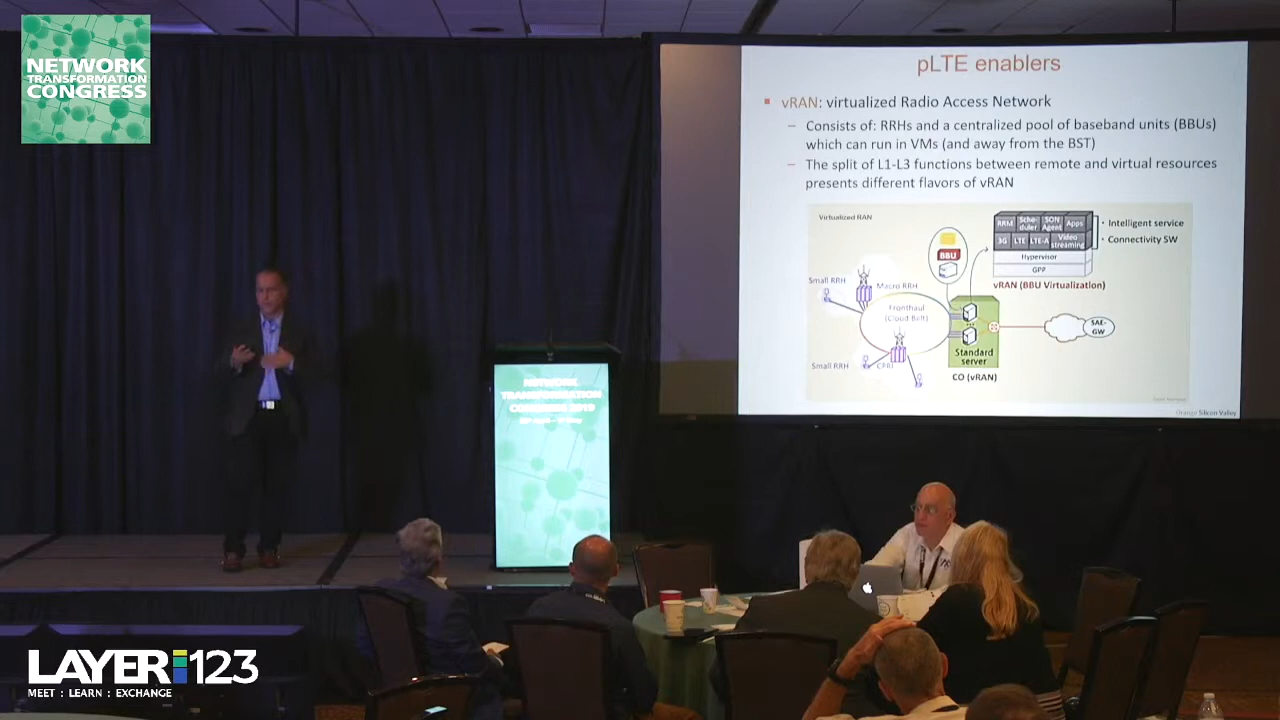 NETWORK
TRANSFORMATION
CONGRESS
pLTE enablers
vRAN: virtualized Radio Access Network
– Consists of: RRHs and a centralized pool of baseband units (BBUs)
which can run in VMs (and away from the BST)
– The split of L1-L3 functions between remote and virtual resources
presents different flavors of vRAN
Virtualized RAN
RRM
Sche-
duler
SON
Agent
Apps
3G
LTE
LTE-A
Video
streaming
Hypervisor
GPP
• Intelligent service
• Connectivity SW
vRAN (BBU Virtualization)
BBU
Small RRH
Macro RRH
Fronthaul
(Cloud Belt)
SAE-
GW
Standard
server
Small RRH
CPRI
CO (vRAN)
Orange Silicon Valley
NETWORK
TRANSFORMATION
CONGRESS 2019
LAYER123
MEET : LEARN : EXCHANGE